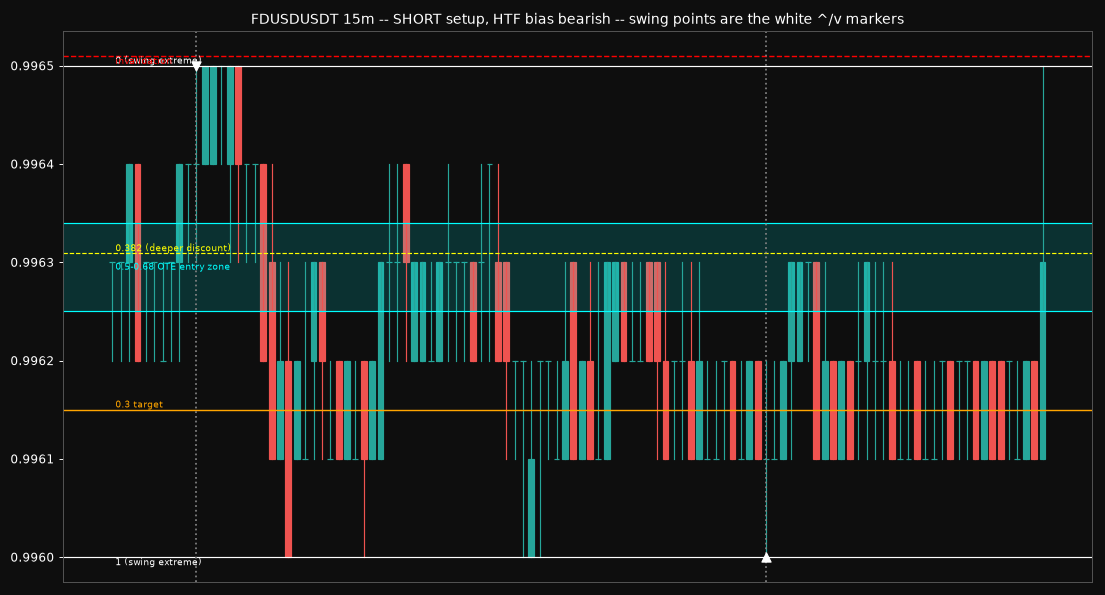 FDUSDUSDT 15m -- SHORT setup, HTF bias bearish -- swing points are the white ^/v markers
0 (swing extreme)
0.9965
0.9964
0.382 (deeper discount)
0.9963
0.5-0.68 OTE entry zone
0.9962
0.3 target
0.9961
0.9960
1 (swing extreme)